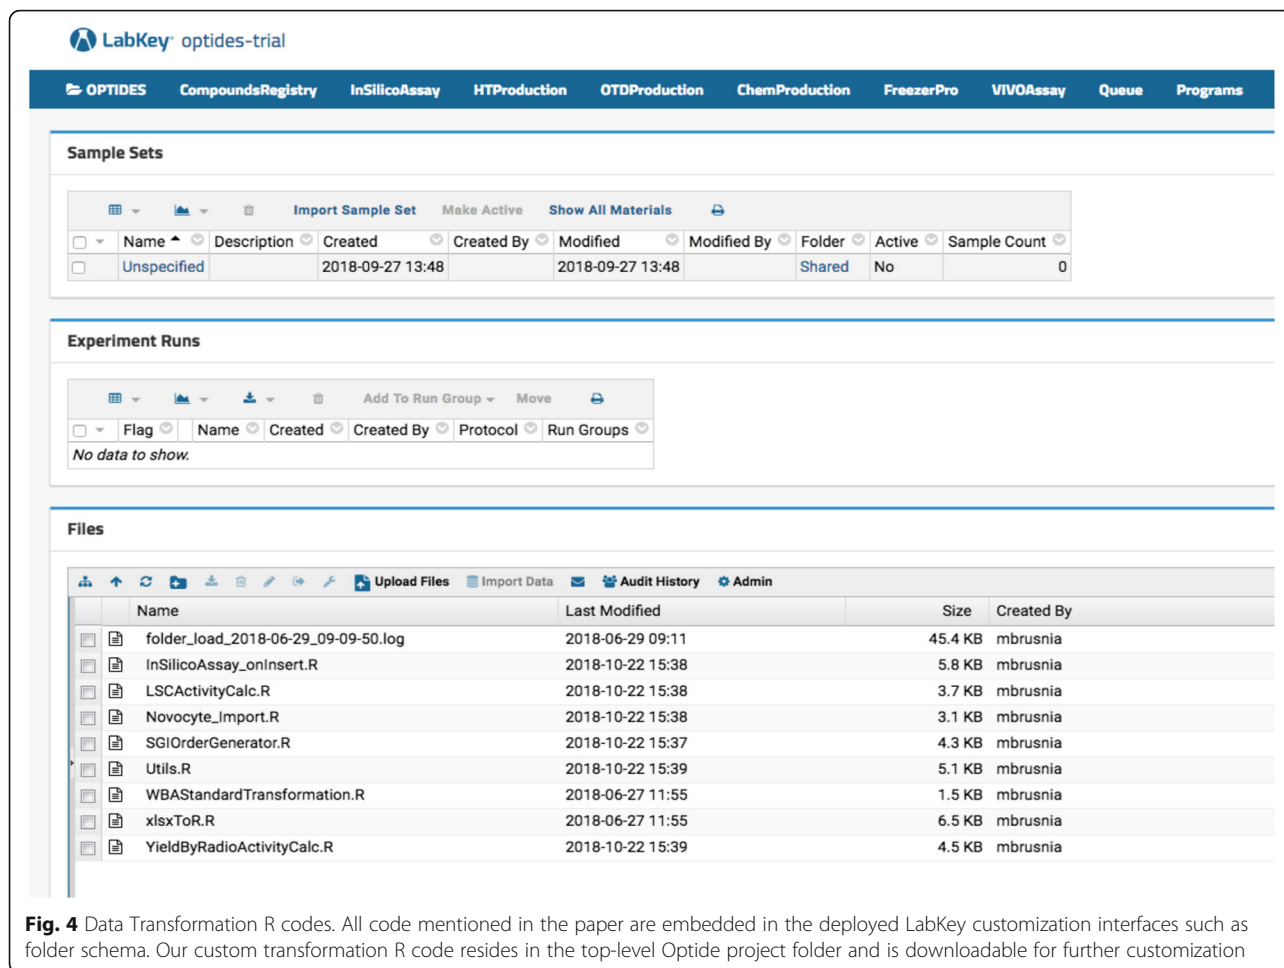 LabKey optides-trial
OPTIDES CompoundsRegistry InSilicoAssay HTProduction OTDProduction ChemProduction FreezerPro VIVOAssay Queue Programs
Sample Sets
Import Sample Set Make Active Show All Materials
Name Description Created Created By Modified Modified By Folder Active Sample Count
Unspecified 2018-09-27 13:48 2018-09-27 13:48 Shared No 0
Experiment Runs
Add To Run Group Move
Flag Name Created Created By Protocol Run Groups
No data to show.
Files
Upload Files Import Data Audit History Admin
Name Last Modified Size Created By
folder_load_2018-06-29_09-09-50.log 2018-06-29 09:11 45.4 KB mbrusnia
InSilicoAssay_onInsert.R 2018-10-22 15:38 5.8 KB mbrusnia
LSCActivityCalc.R 2018-10-22 15:38 3.7 KB mbrusnia
Novocyte_Import.R 2018-10-22 15:38 3.1 KB mbrusnia
SGIOrderGenerator.R 2018-10-22 15:37 4.3 KB mbrusnia
Utils.R 2018-10-22 15:39 5.1 KB mbrusnia
WBAStandardTransformation.R 2018-06-27 11:55 1.5 KB mbrusnia
xlsxToR.R 2018-06-27 11:55 6.5 KB mbrusnia
YieldByRadioActivityCalc.R 2018-10-22 15:39 4.5 KB mbrusnia
Fig. 4 Data Transformation R codes. All code mentioned in the paper are embedded in the deployed LabKey customization interfaces such as
folder schema. Our custom transformation R code resides in the top-level Optide project folder and is downloadable for further customization